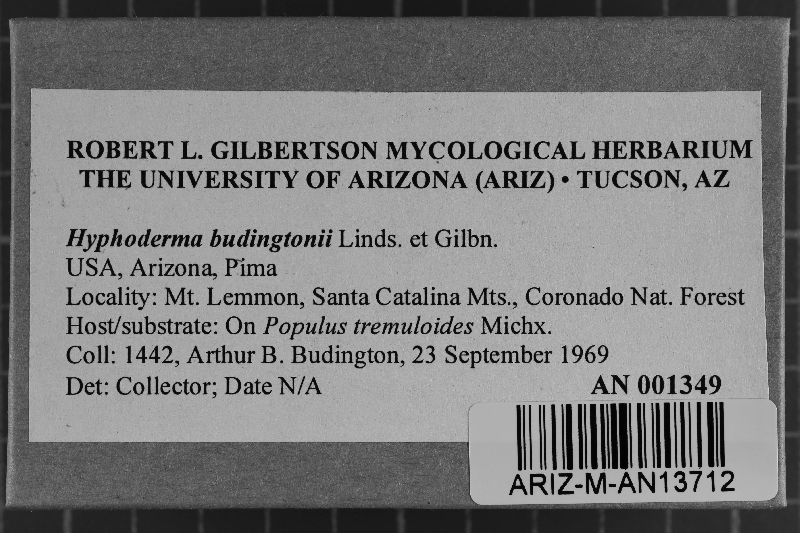 ROBERT L. GILBERTSON MYCOLOGICAL HERBARIUM
THE UNIVERSITY OF ARIZONA (ARIZ) • TUCSON, AZ
Hyphoderma budingtonii Linds. et Gilbn.
USA, Arizona, Pima
Locality: Mt. Lemmon, Santa Catalina Mts., Coronado Nat. Forest
Host/substrate: On Populus tremuloides Michx.
Coll: 1442, Arthur B. Budington, 23 September 1969
Det: Collector; Date N/A
AN 001349
ARIZ-M-AN13712